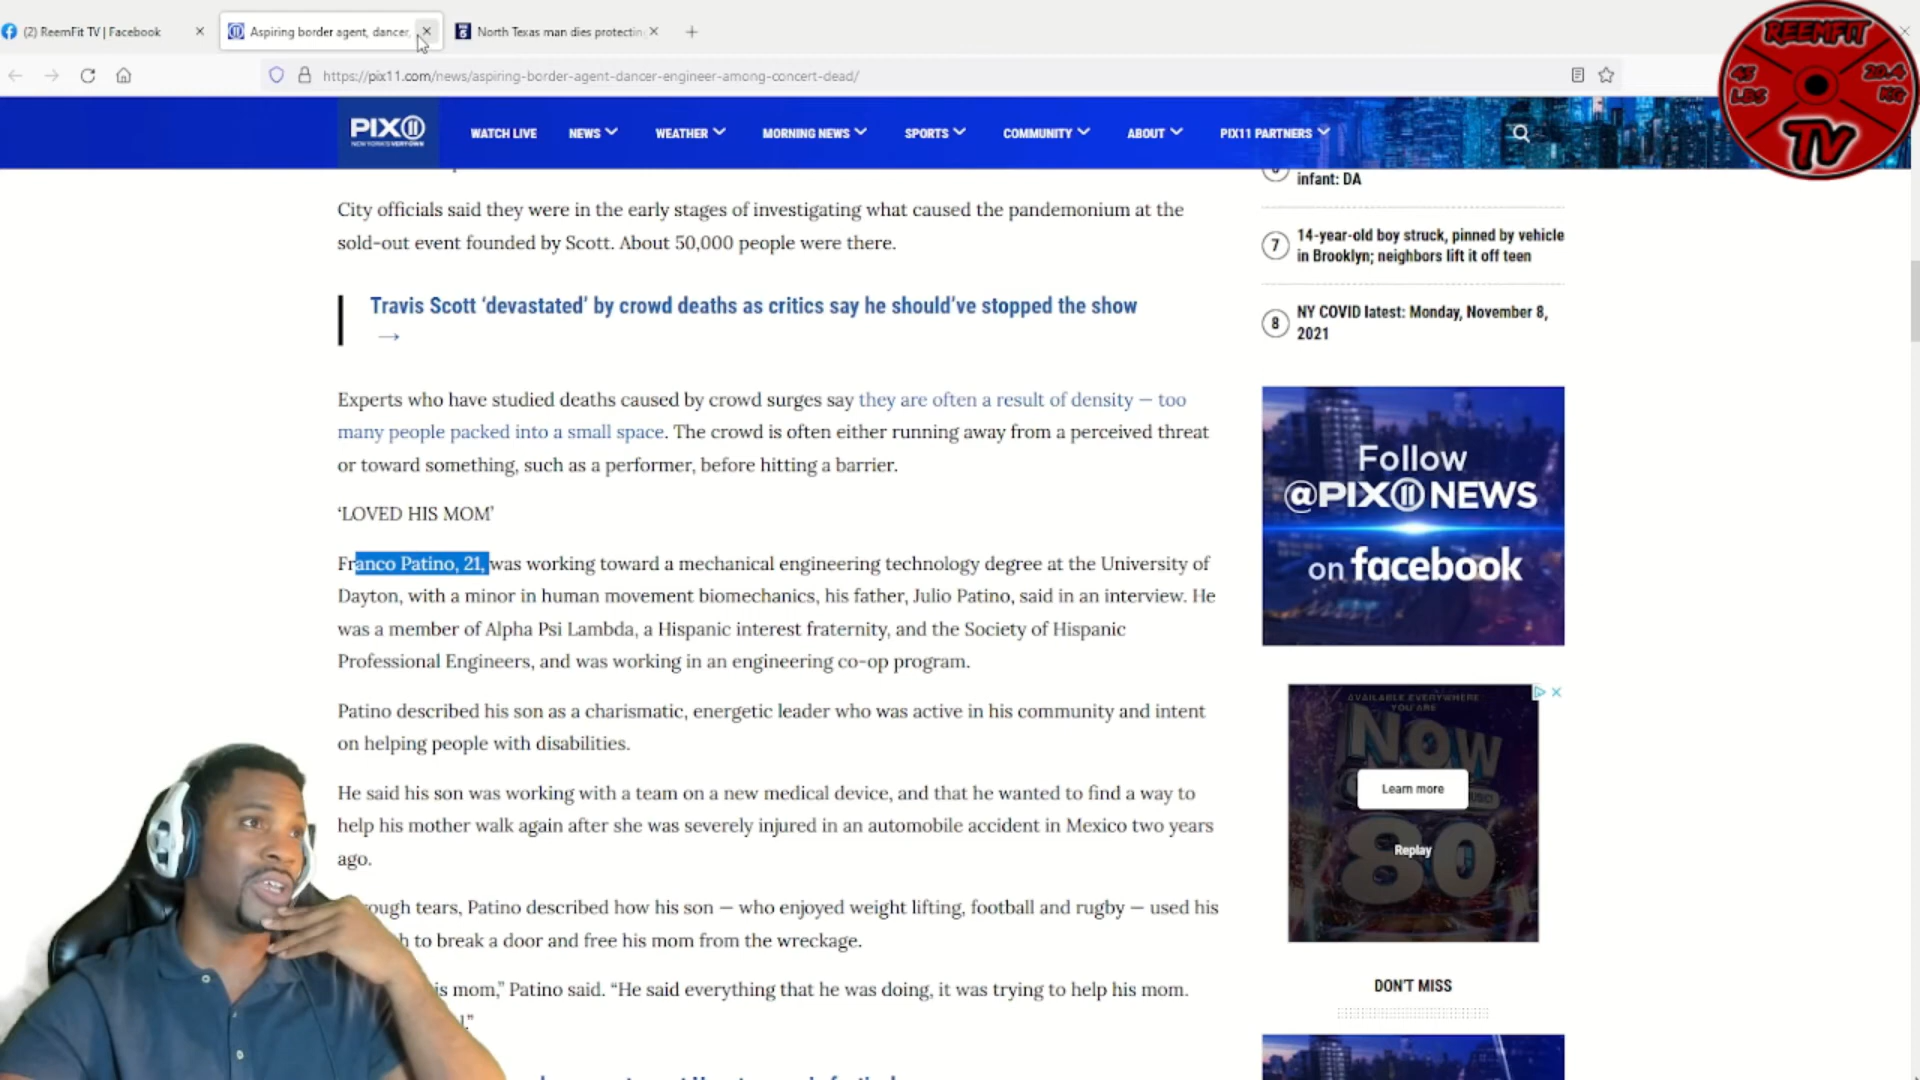 (2) ReemFit TV | Facebook
Aspiring border agent, dancer,
North Texas man dies protectin
https://pix11.com/news/aspiring-border-agent-dancer-engineer-among-concert-dead/
REEMFIT
45 LBS
20.4 KG
TV
PIX11
NEW YORK'S VERY OWN
WATCH LIVE
NEWS
WEATHER
MORNING NEWS
SPORTS
COMMUNITY
ABOUT
PIX11 PARTNERS
City officials said they were in the early stages of investigating what caused the pandemonium at the
sold-out event founded by Scott. About 50,000 people were there.
Travis Scott ‘devastated’ by crowd deaths as critics say he should’ve stopped the show
→
Experts who have studied deaths caused by crowd surges say they are often a result of density — too
many people packed into a small space. The crowd is often either running away from a perceived threat
or toward something, such as a performer, before hitting a barrier.
‘LOVED HIS MOM’
Franco Patino, 21, was working toward a mechanical engineering technology degree at the University of
Dayton, with a minor in human movement biomechanics, his father, Julio Patino, said in an interview. He
was a member of Alpha Psi Lambda, a Hispanic interest fraternity, and the Society of Hispanic
Professional Engineers, and was working in an engineering co-op program.
Patino described his son as a charismatic, energetic leader who was active in his community and intent
on helping people with disabilities.
He said his son was working with a team on a new medical device, and that he wanted to find a way to
help his mother walk again after she was severely injured in an automobile accident in Mexico two years
ago.
ough tears, Patino described how his son — who enjoyed weight lifting, football and rugby — used his
h to break a door and free his mom from the wreckage.
is mom,” Patino said. “He said everything that he was doing, it was trying to help his mom.
infant: DA
7
14-year-old boy struck, pinned by vehicle
in Brooklyn; neighbors lift it off teen
8
NY COVID latest: Monday, November 8,
2021
Follow
@PIX11NEWS
on facebook
AVAILABLE EVERYWHERE
YOU ARE
NOW
Learn more
80
Replay
DON'T MISS